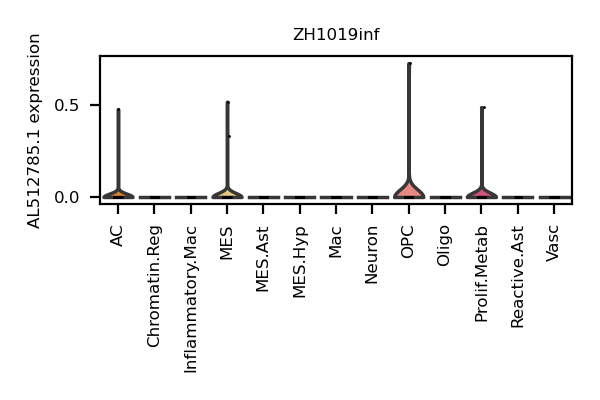 ZH1019inf
AL512785.1 expression
0.5
0.0
AC
Chromatin.Reg
Inflammatory.Mac
MES
MES.Ast
MES.Hyp
Mac
Neuron
OPC
Oligo
Prolif.Metab
Reactive.Ast
Vasc